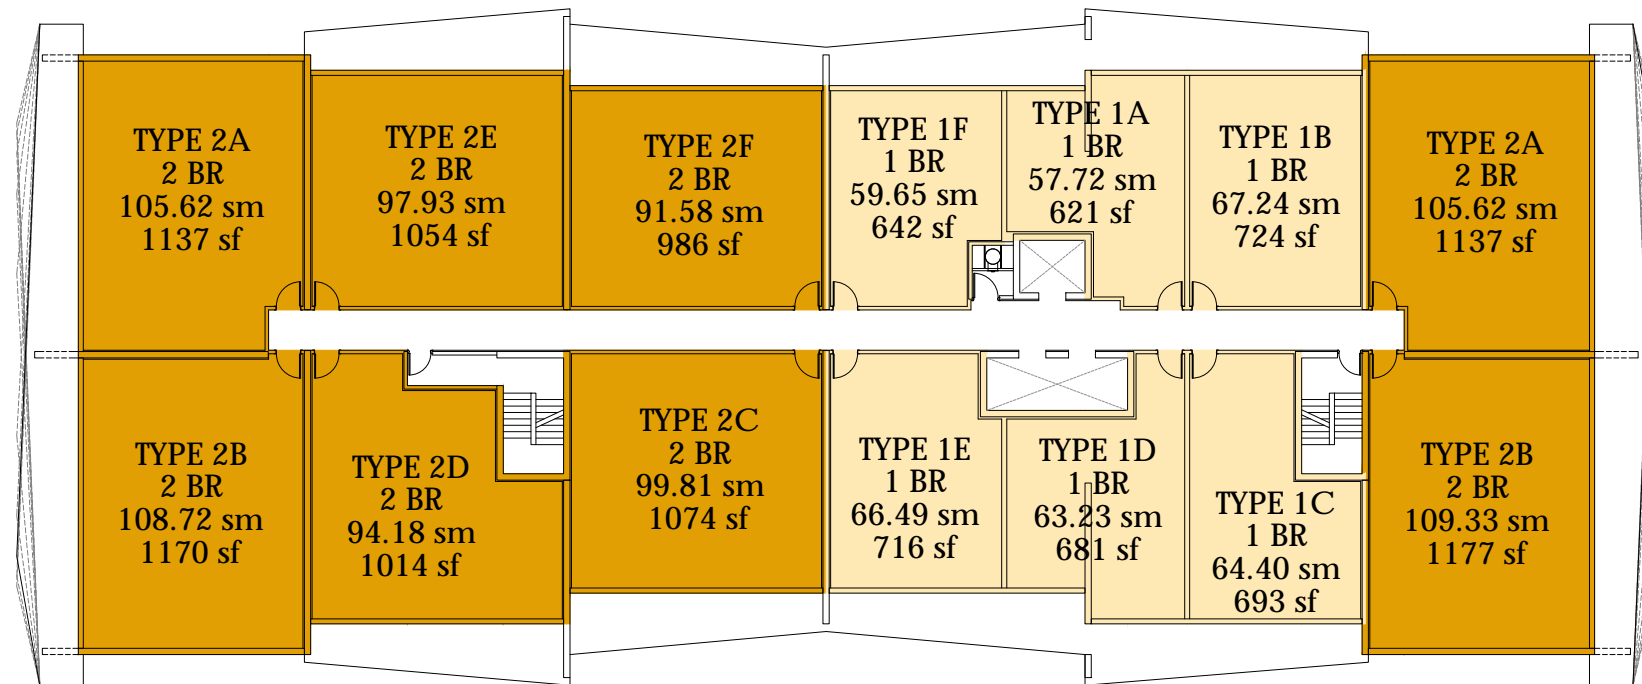 TYPE 2A
2 BR
105.62 sm
1137 sf
TYPE 2E
2 BR
97.93 sm
1054 sf
TYPE 2F
2 BR
91.58 sm
986 sf
TYPE 1F
1 BR
59.65 sm
642 sf
TYPE 1A
1 BR
57.72 sm
621 sf
TYPE 1B
1 BR
67.24 sm
724 sf
TYPE 2A
2 BR
105.62 sm
1137 sf
TYPE 2B
2 BR
108.72 sm
1170 sf
TYPE 2D
2 BR
94.18 sm
1014 sf
TYPE 2C
2 BR
99.81 sm
1074 sf
TYPE 1E
1 BR
66.49 sm
716 sf
TYPE 1D
1 BR
63.23 sm
681 sf
TYPE 1C
1 BR
64.40 sm
693 sf
TYPE 2B
2 BR
109.33 sm
1177 sf